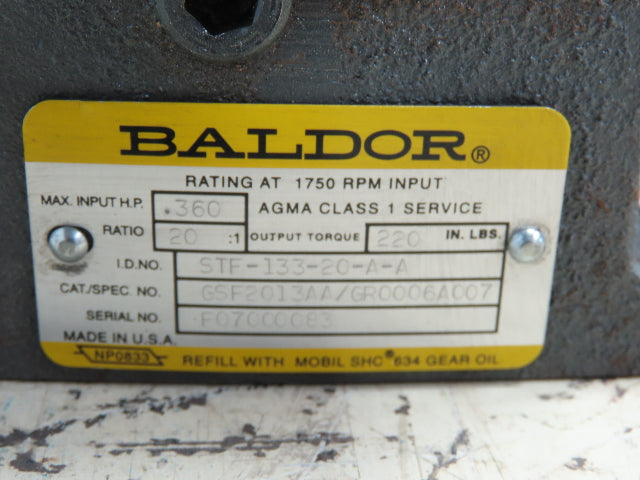 BALDOR®
RATING AT 1750 RPM INPUT
MAX. INPUT H.P. .360 AGMA CLASS 1 SERVICE
RATIO 20 :1 OUTPUT TORQUE 220 IN. LBS.
I.D.NO. STF-133-20-A-A
CAT./SPEC. NO. GSF2013AA/GR0006A007
SERIAL NO. F07000083
MADE IN U.S.A.
NP0833 REFILL WITH MOBIL SHC® 634 GEAR OIL